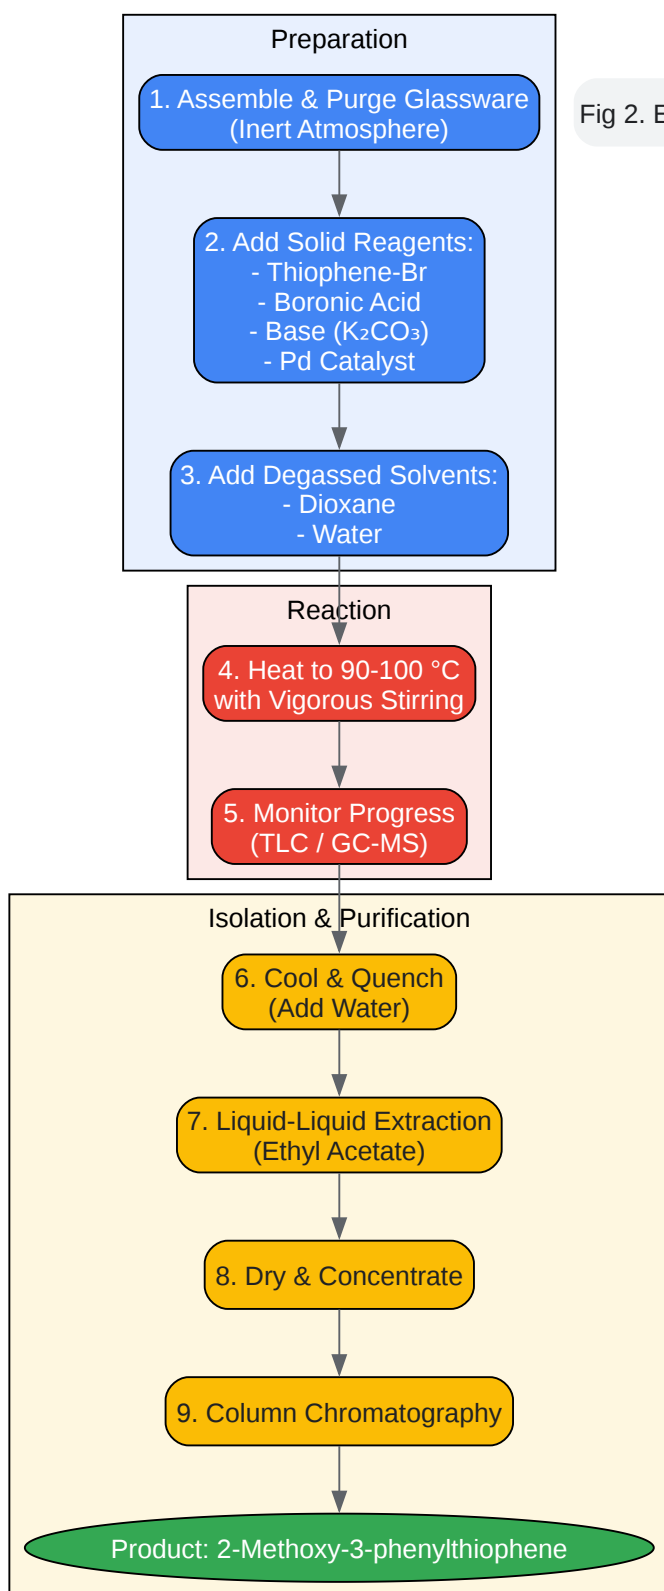 Preparation
1. Assemble & Purge Glassware
(Inert Atmosphere)
Fig 2. E
2. Add Solid Reagents:
- Thiophene-Br
- Boronic Acid
- Base (K₂CO₃)
- Pd Catalyst
3. Add Degassed Solvents:
- Dioxane
- Water
Reaction
4. Heat to 90-100 °C
with Vigorous Stirring
5. Monitor Progress
(TLC / GC-MS)
Isolation & Purification
6. Cool & Quench
(Add Water)
7. Liquid-Liquid Extraction
(Ethyl Acetate)
8. Dry & Concentrate
9. Column Chromatography
Product: 2-Methoxy-3-phenylthiophene